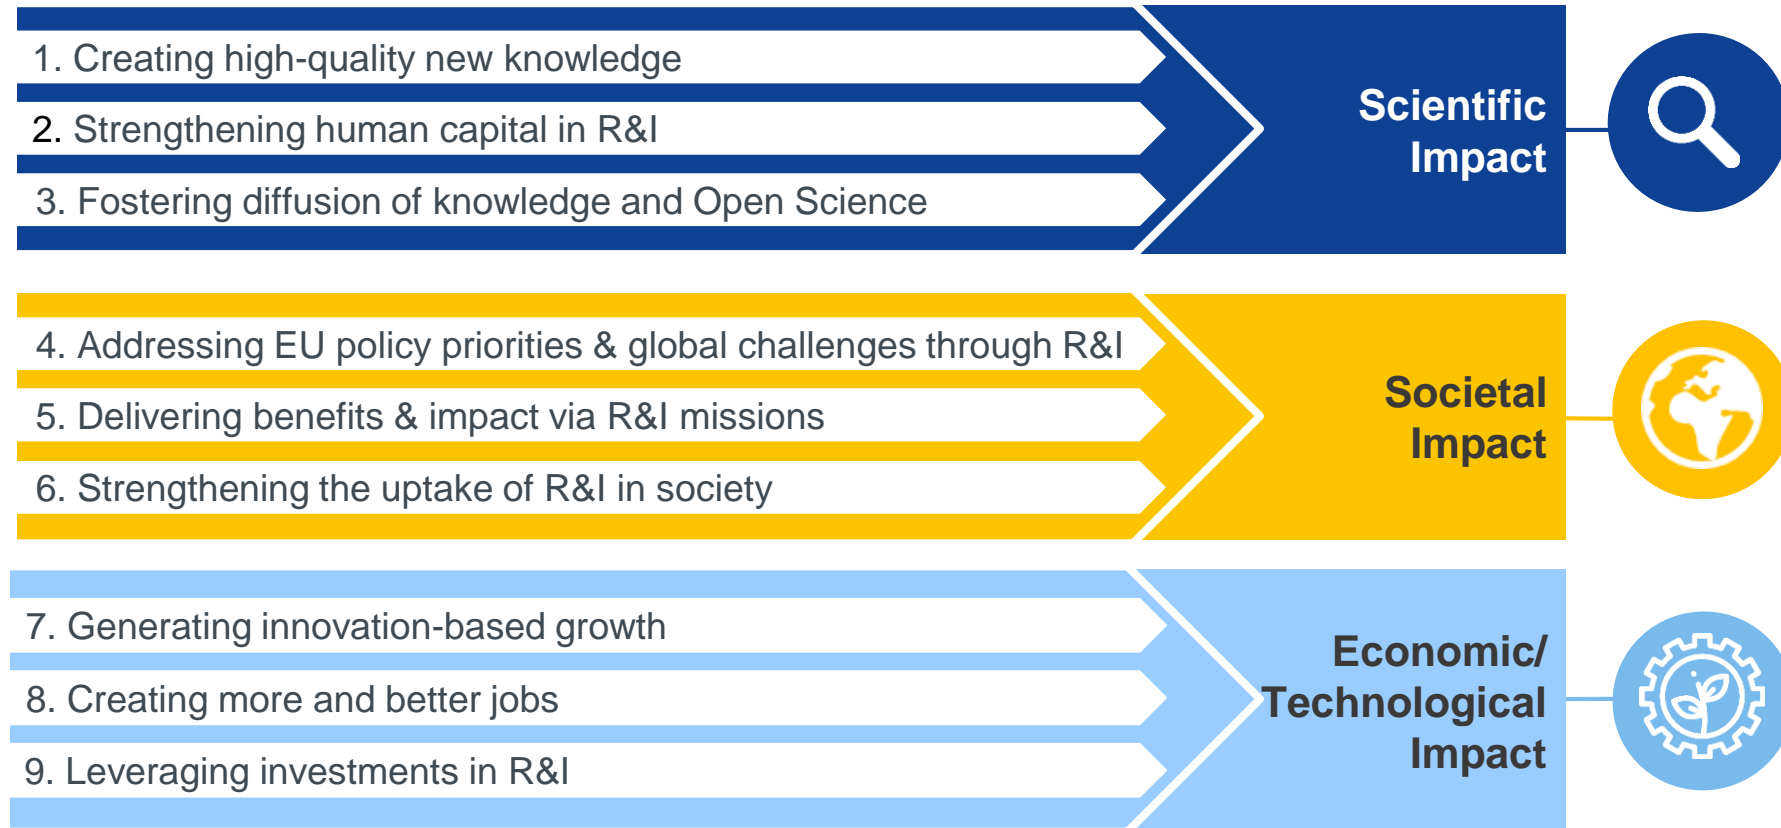 1. Creating high-quality new knowledge
2. Strengthening human capital in R&I
3. Fostering diffusion of knowledge and Open Science
Scientific
Impact
4. Addressing EU policy priorities & global challenges through R&I
5. Delivering benefits & impact via R&I missions
6. Strengthening the uptake of R&I in society
Societal
Impact
7. Generating innovation-based growth
8. Creating more and better jobs
9. Leveraging investments in R&I
Economic/
Technological
Impact